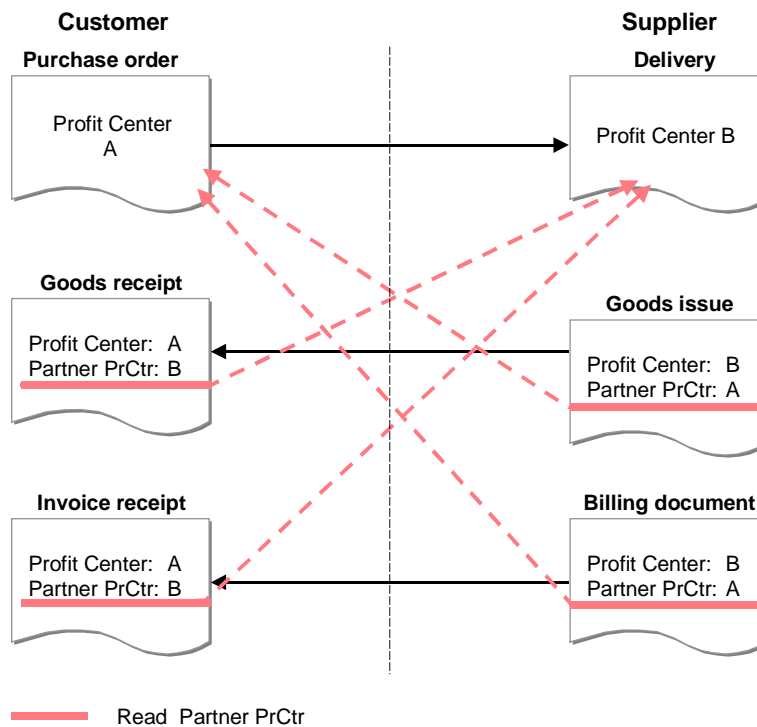 Customer
Supplier
Purchase order
Delivery
Profit Center
A
Profit Center B
Goods receipt
Goods issue
Profit Center: A
Partner PrCtr: B
Profit Center: B
Partner PrCtr: A
Invoice receipt
Billing document
Profit Center: A
Partner PrCtr: B
Profit Center: B
Partner PrCtr: A
Read Partner PrCtr